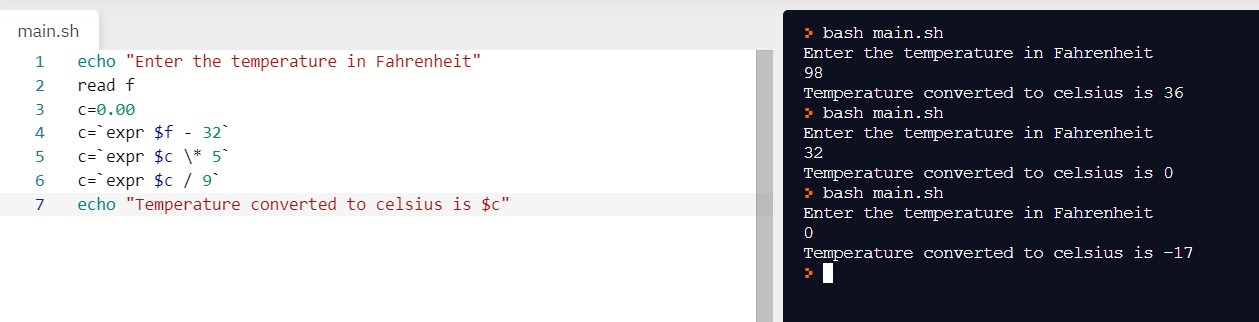 main.sh
1 echo "Enter the temperature in Fahrenheit"
2 read f
3 c=0.00
4 c=`expr $f - 32`
5 c=`expr $c \* 5`
6 c=`expr $c / 9`
7 echo "Temperature converted to celsius is $c"
> bash main.sh
Enter the temperature in Fahrenheit
98
Temperature converted to celsius is 36
> bash main.sh
Enter the temperature in Fahrenheit
32
Temperature converted to celsius is 0
> bash main.sh
Enter the temperature in Fahrenheit
0
Temperature converted to celsius is -17
>